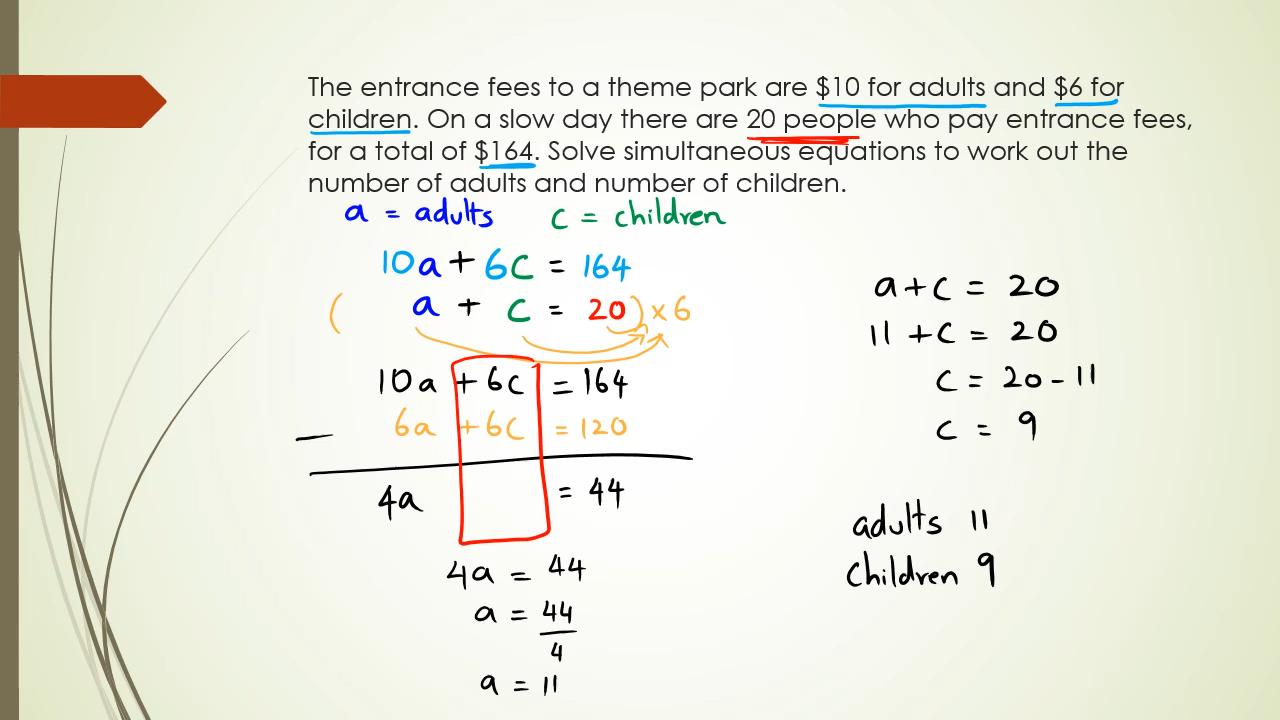 The entrance fees to a theme park are $10 for adults and $6 for
children. On a slow day there are 20 people who pay entrance fees,
for a total of $164. Solve simultaneous equations to work out the
number of adults and number of children.
a = adults c = children
10a + 6c = 164
( a + c = 20 ) × 6
10a + 6c = 164
− 6a + 6c = 120
4a = 44
4a = 44
a = 44
4
a = 11
a + c = 20
11 + c = 20
c = 20 - 11
c = 9
adults 11
children 9